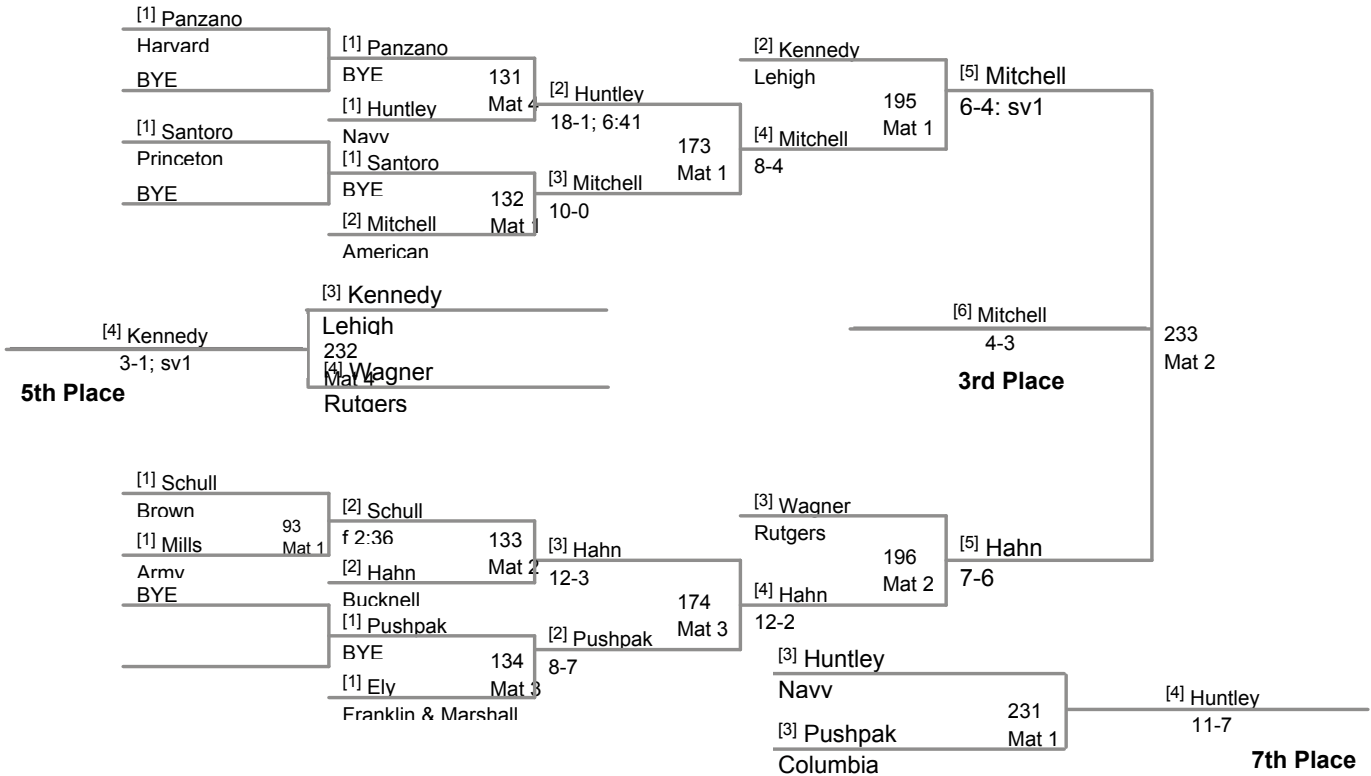 [1] Panzano
Harvard
BYE
[1] Panzano
BYE
131
Mat 4
[1] Huntley
Navy
[2] Huntley
18-1; 6:41
[1] Santoro
Princeton
BYE
[1] Santoro
BYE
132
Mat 1
[2] Mitchell
American
[3] Mitchell
10-0
173
Mat 1
[2] Kennedy
Lehigh
[4] Mitchell
8-4
195
Mat 1
[5] Mitchell
6-4: sv1
[3] Kennedy
Lehigh
232
Mat 4
[4] Wagner
Rutgers
[4] Kennedy
3-1; sv1
5th Place
[6] Mitchell
4-3
3rd Place
233
Mat 2
[1] Schull
Brown
93
Mat 1
[1] Mills
Army
BYE
[2] Schull
f 2:36
133
Mat 2
[2] Hahn
Bucknell
[3] Hahn
12-3
[1] Pushpak
BYE
134
Mat 3
[1] Ely
Franklin & Marshall
[2] Pushpak
8-7
174
Mat 3
[3] Wagner
Rutgers
[4] Hahn
12-2
196
Mat 2
[5] Hahn
7-6
[3] Huntley
Navy
231
Mat 1
[3] Pushpak
Columbia
[4] Huntley
11-7
7th Place